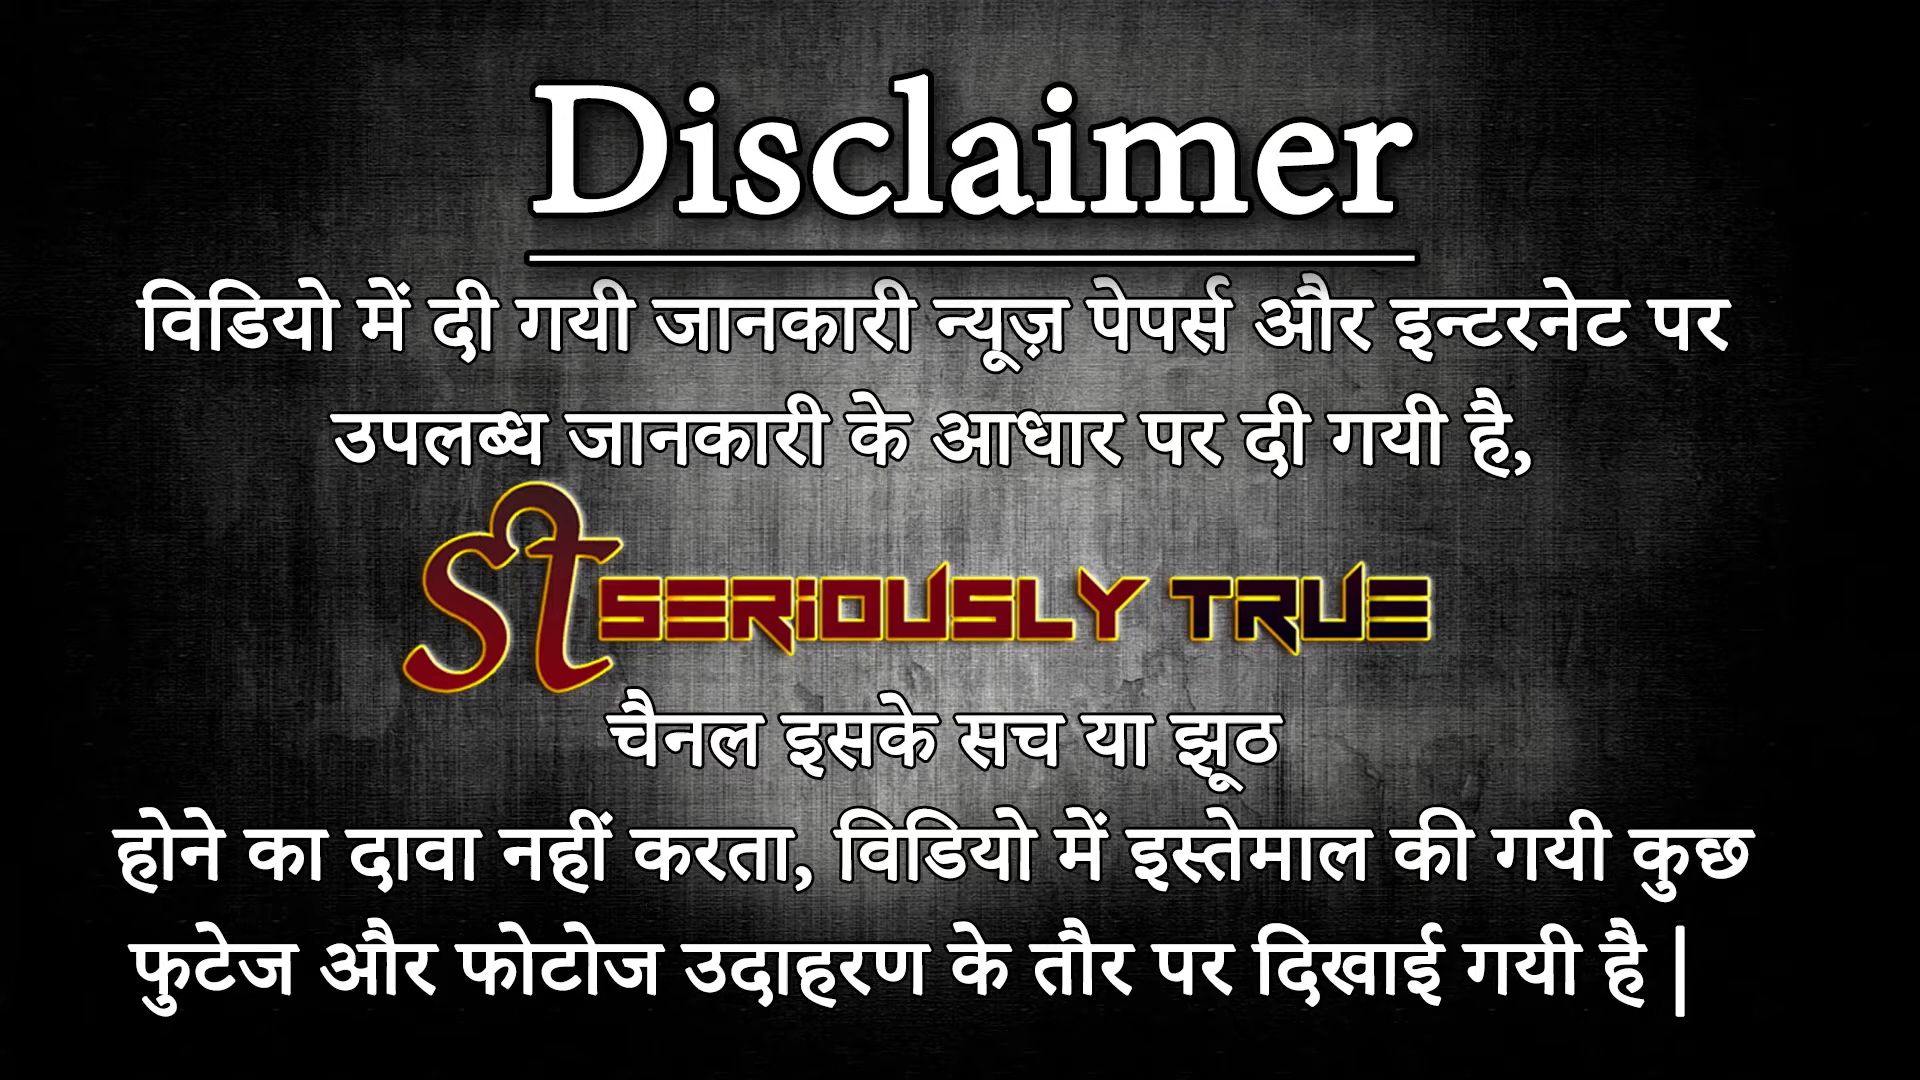 Disclaimer
विडियो में दी गयी जानकारी न्यूज़ पेपर्स और इन्टरनेट पर
उपलब्ध जानकारी के आधार पर दी गयी है,
St SERiOUSLY TRUE
चैनल इसके सच या झूठ
होने का दावा नहीं करता, विडियो में इस्तेमाल की गयी कुछ
फुटेज और फोटोज उदाहरण के तौर पर दिखाई गयी है |